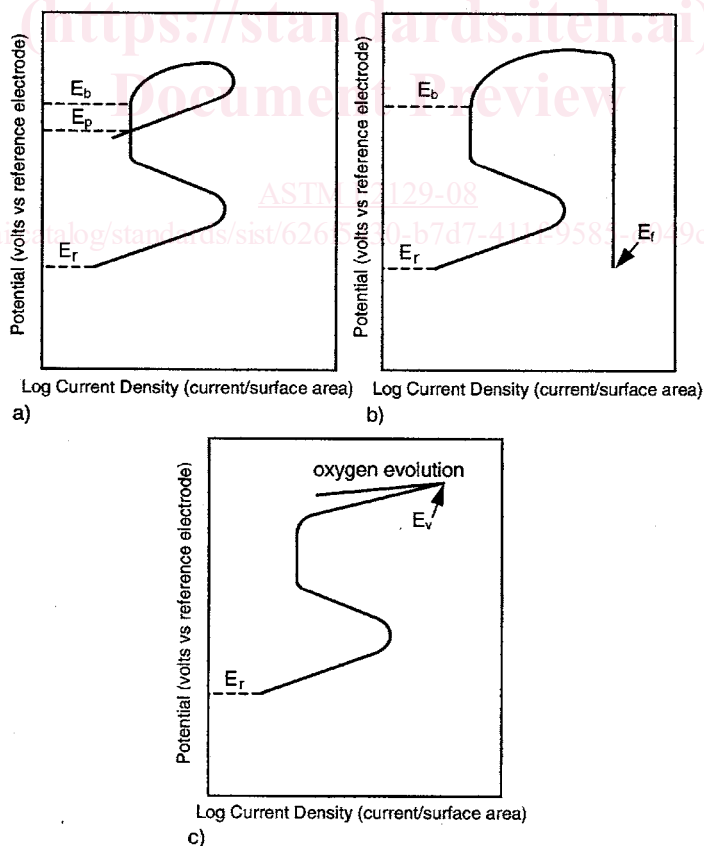 (https://standards.iteh.ai)
Document Preview
ASTM F2129-08
Potential (volts vs reference electrode)
E_b
E_p
E_r
Log Current Density (current/surface area)
a)
Potential (volts vs reference electrode)
E_b
E_r
E_f
Log Current Density (current/surface area)
b)
Potential (volts vs reference electrode)
oxygen evolution
E_v
E_r
Log Current Density (current/surface area)
c)